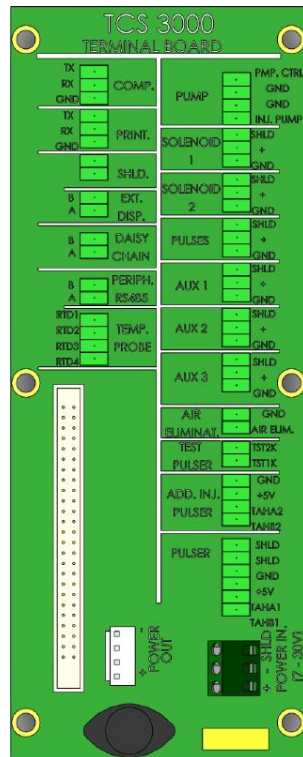 TCS 3000
TERMINAL BOARD
TX
RX
GND
COMP.
TX
RX
GND
PRINT.
SHLD.
B
A
EXT.
DISP.
B
A
DAISY
CHAIN
B
A
PERIPH.
RS485
RTD1
RTD2
RTD3
RTD4
TEMP.
PROBE
PUMP
PMP. CTRL
GND
GND
INJ. PUMP
SOLENOID
1
SHLD
+
GND
SOLENOID
2
SHLD
+
GND
PULSES
SHLD
+
GND
AUX 1
SHLD
+
GND
AUX 2
SHLD
+
GND
AUX 3
SHLD
+
GND
AIR
ELIMINAT.
GND
AIR ELIM.
TEST
PULSER
TST2K
TST1K
ADD. INJ.
PULSER
GND
+5V
TAHA2
TAHB2
PULSER
SHLD
SHLD
GND
+5V
TAHA1
TAHB1
+ -
POWER
OUT
+ - SHLD
POWER IN.
(7 - 30V)